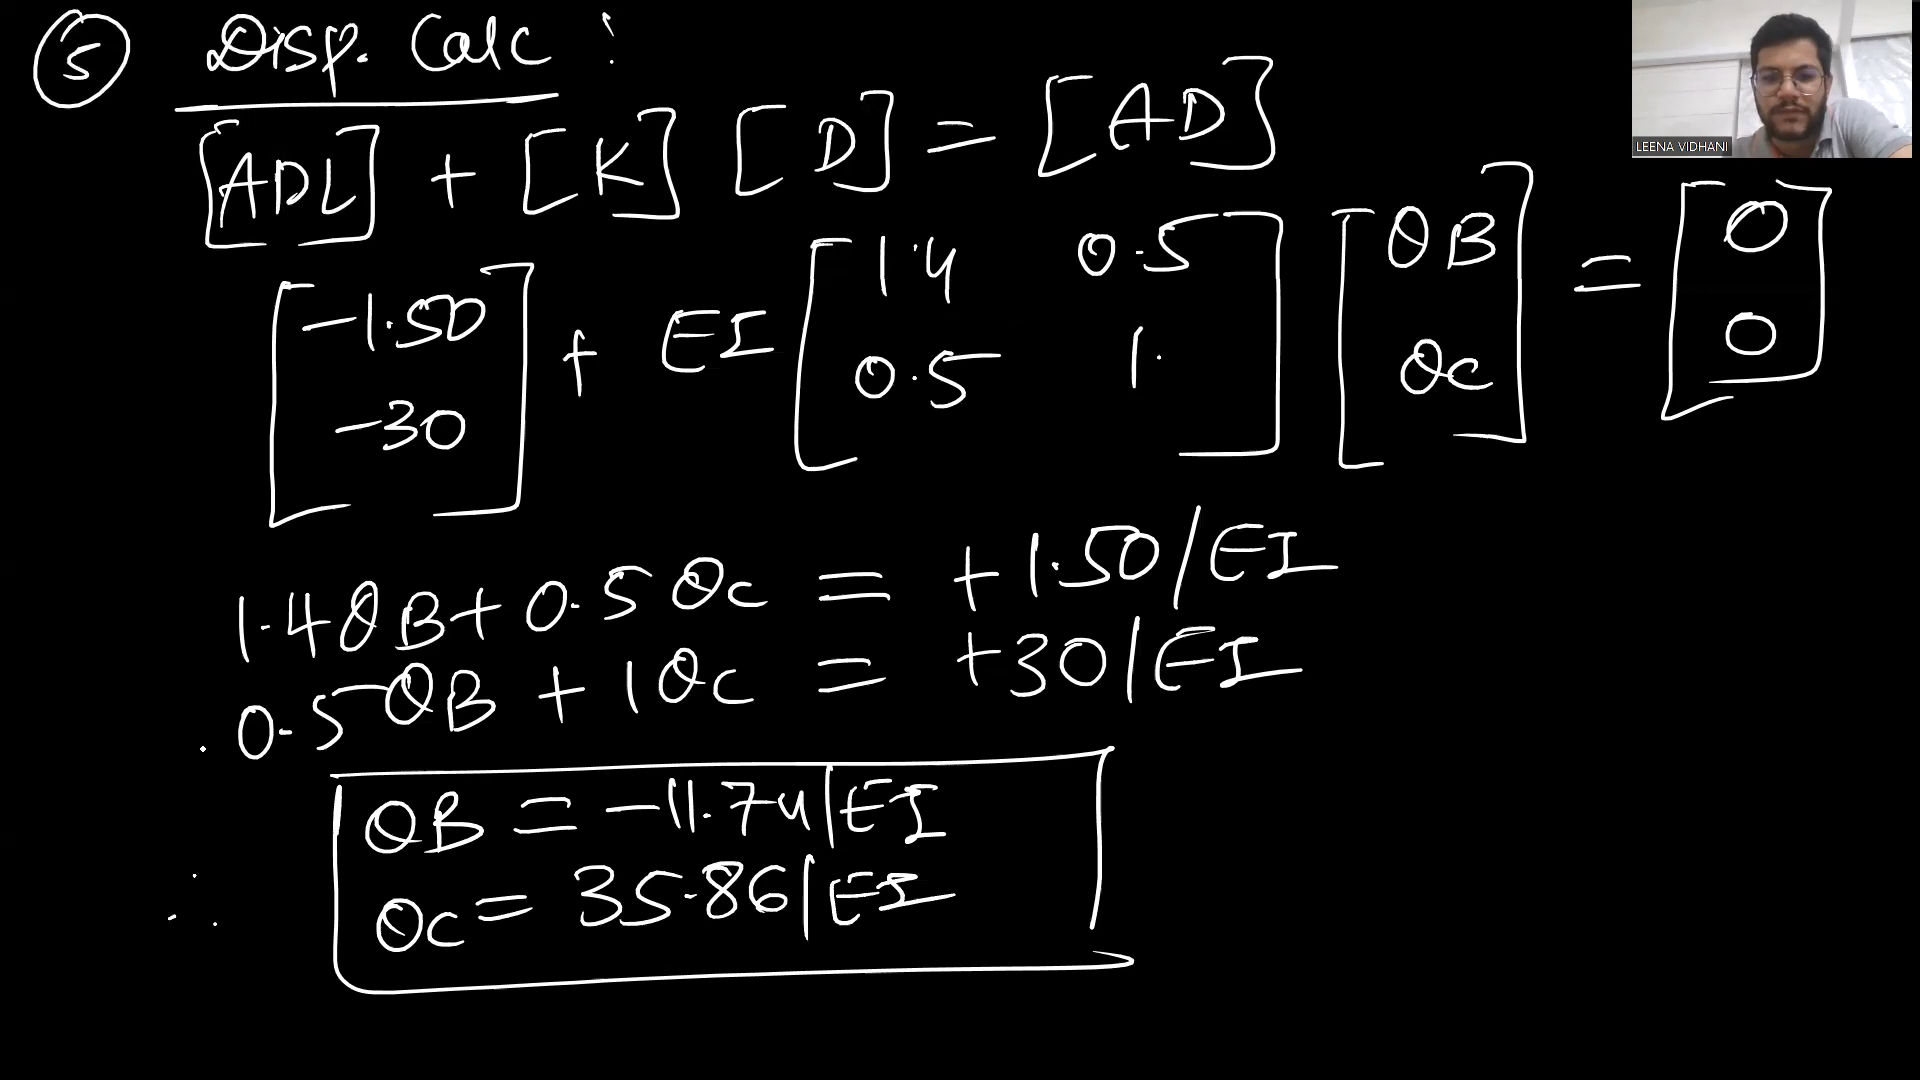 5 Disp. Calc :
[ADL] + [K] [D] = [AD]
[-1.50 -30] + EI [1.4 0.5 0.5 1.] [θB θc] = [0 0]
1.4θB + 0.5θc = +1.50/EI
0.5θB + 1θc = +30/EI
∴ θB = -11.74/EI
θc = 35.86/EI
LEENA VIDHANI